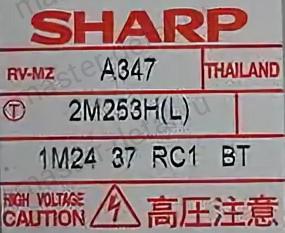 SHARP
RV-MZ A347 THAILAND
T 2M253H(L)
1M24 37 RC1 BT
HIGH VOLTAGE
CAUTION 高圧注意